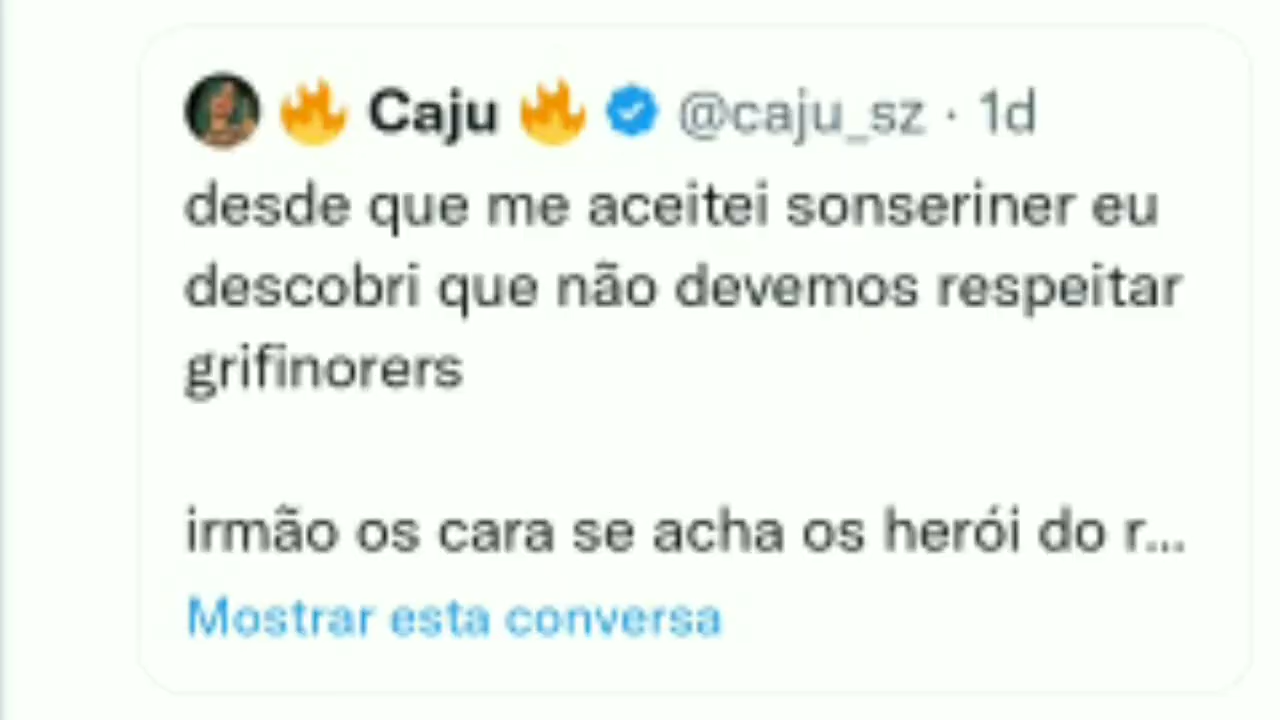 🔥 Caju 🔥 @caju_sz · 1d
desde que me aceitei sonseriner eu
descobri que não devemos respeitar
grifinorers
irmão os cara se acha os herói do r...
Mostrar esta conversa